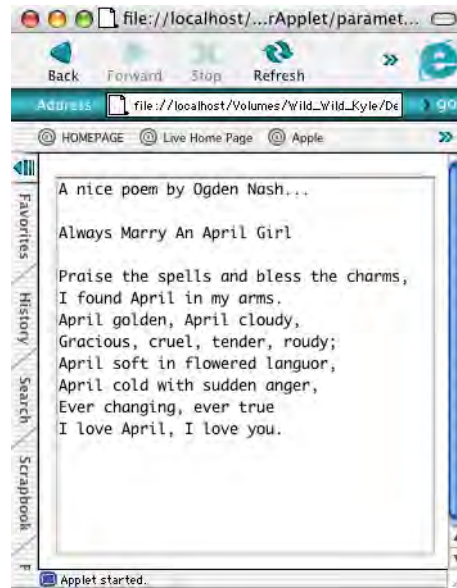 file://localhost/...rApplet/paramet...
Back Forward Stop Refresh »
Address file://localhost/Volumes/Wild_Wild_Kyle/De go
@ HOMEPAGE @ Live Home Page @ Apple »
Favorites
History
Search
Scrapbook
A nice poem by Ogden Nash...
Always Marry An April Girl
Praise the spells and bless the charms,
I found April in my arms.
April golden, April cloudy,
Gracious, cruel, tender, roudy;
April soft in flowered languor,
April cold with sudden anger,
Ever changing, ever true
I love April, I love you.
Applet started.